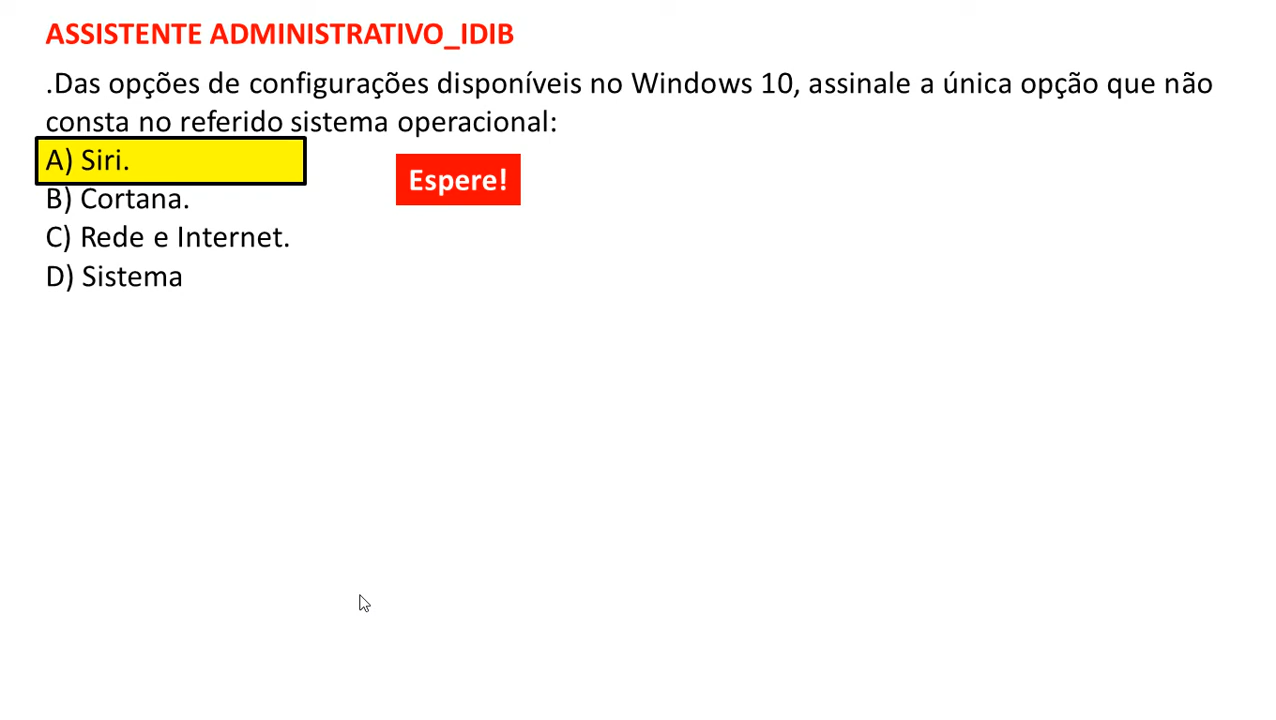 ASSISTENTE ADMINISTRATIVO_IDIB
.Das opções de configurações disponíveis no Windows 10, assinale a única opção que não
consta no referido sistema operacional:
A) Siri.
Espere!
B) Cortana.
C) Rede e Internet.
D) Sistema